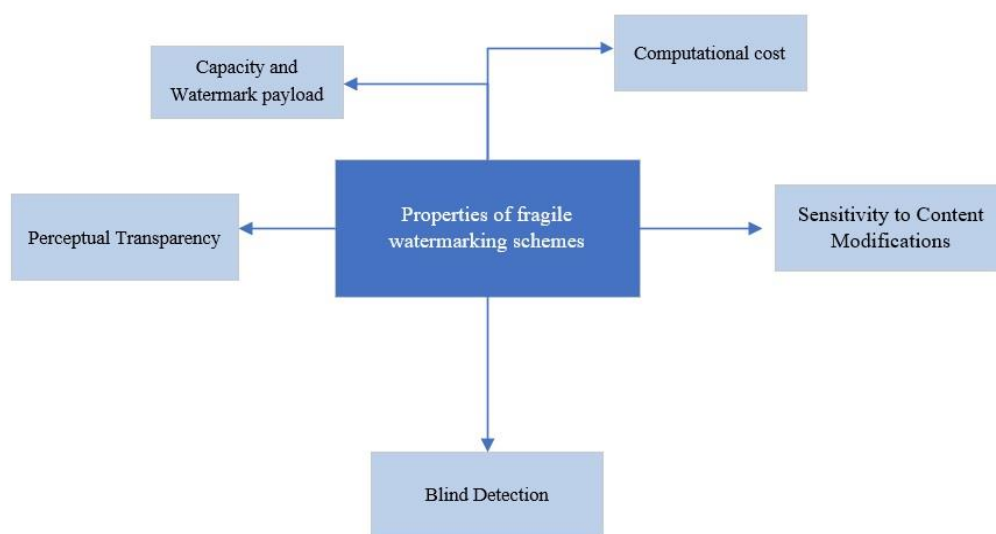 Computational cost
Capacity and
Watermark payload
Properties of fragile
watermarking schemes
Perceptual Transparency
Sensitivity to Content
Modifications
Blind Detection